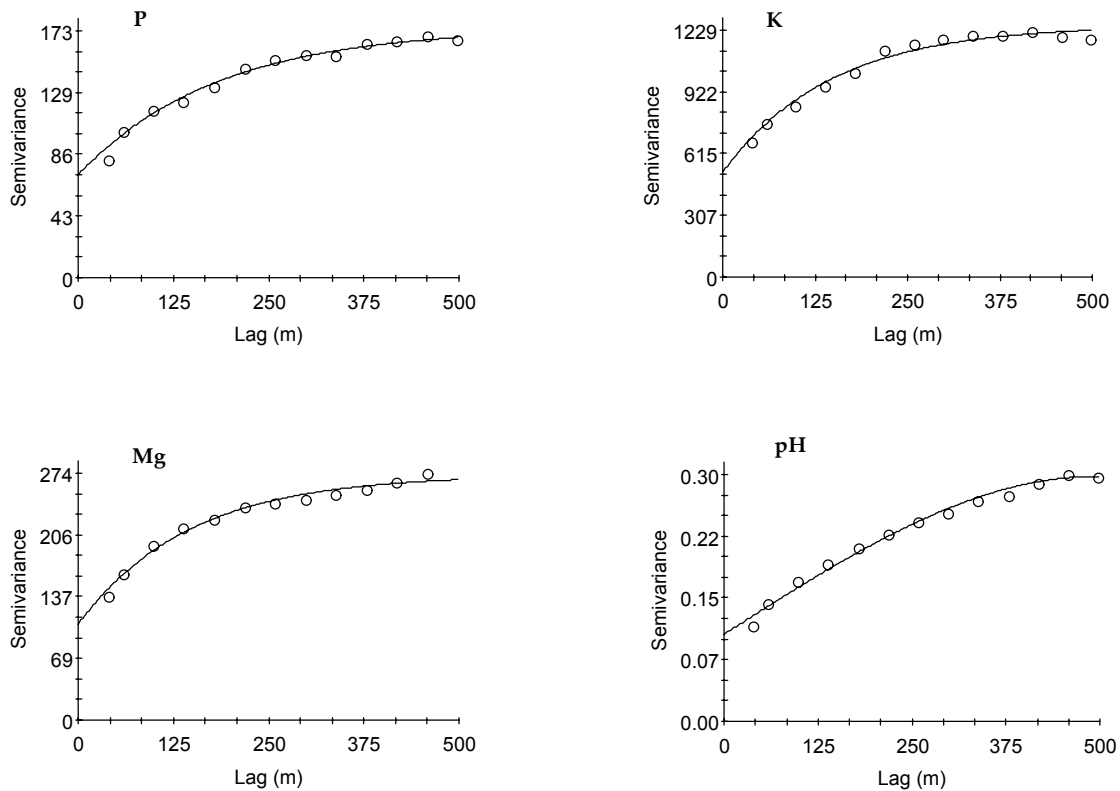 P
173
129
86
43
0
Semivariance
0 125 250 375 500
Lag (m)
K
1229
922
615
307
0
Semivariance
0 125 250 375 500
Lag (m)
Mg
274
206
137
69
0
Semivariance
0 125 250 375 500
Lag (m)
pH
0.30
0.22
0.15
0.07
0.00
Semivariance
0 125 250 375 500
Lag (m)